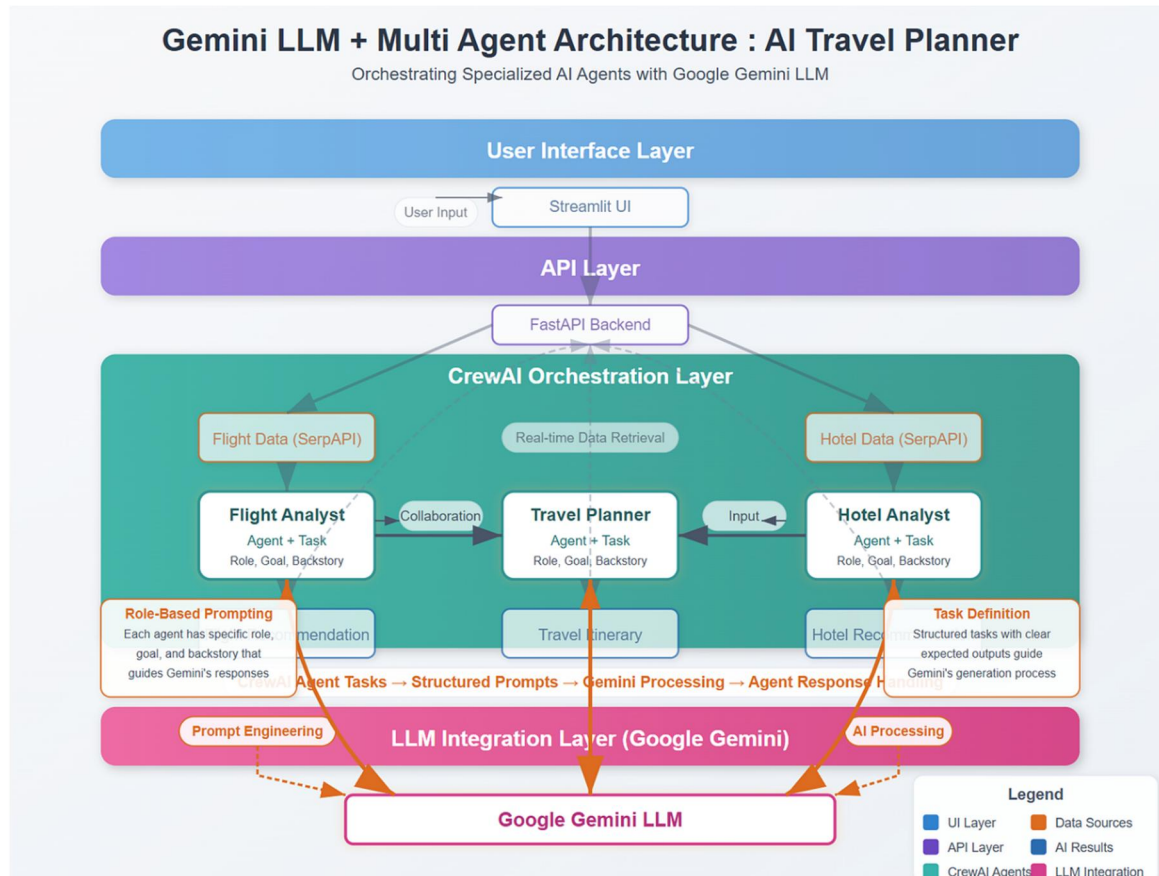 Gemini LLM + Multi Agent Architecture : AI Travel Planner
Orchestrating Specialized AI Agents with Google Gemini LLM
User Interface Layer
User Input
Streamlit UI
API Layer
FastAPI Backend
CrewAI Orchestration Layer
Flight Data (SerpAPI)
Real-time Data Retrieval
Hotel Data (SerpAPI)
Flight Analyst
Agent + Task
Role, Goal, Backstory
Collaboration
Travel Planner
Agent + Task
Role, Goal, Backstory
Input
Hotel Analyst
Agent + Task
Role, Goal, Backstory
Role-Based Prompting
Each agent has specific role,
goal, and backstory that
guides Gemini's responses
Travel Itinerary
Hotel
Task Definition
Structured tasks with clear
expected outputs guide
Gemini's generation process
CrewAI Agent Tasks → Structured Prompts → Gemini Processing → Agent Response Handling
Prompt Engineering
LLM Integration Layer (Google Gemini)
AI Processing
Google Gemini LLM
Legend
UI Layer
Data Sources
API Layer
AI Results
CrewAI Agents
LLM Integration